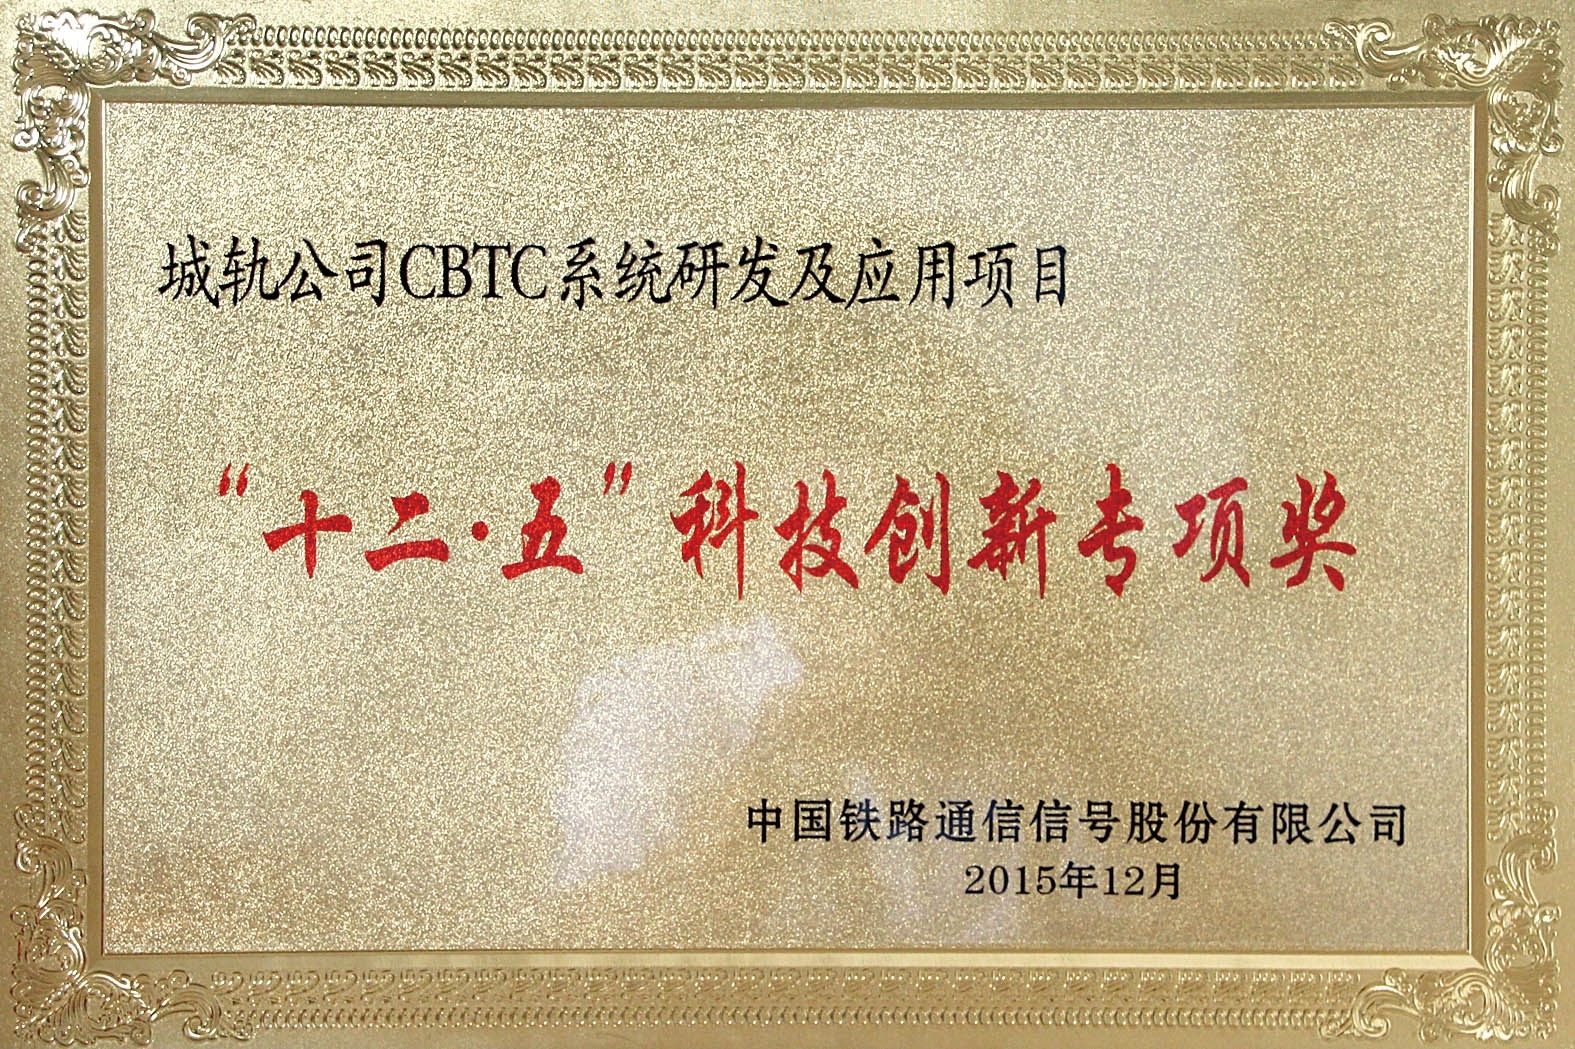 城轨公司CBTC系统研发及应用项目
“十二·五”科技创新专项奖
中国铁路通信信号股份有限公司
2015年12月